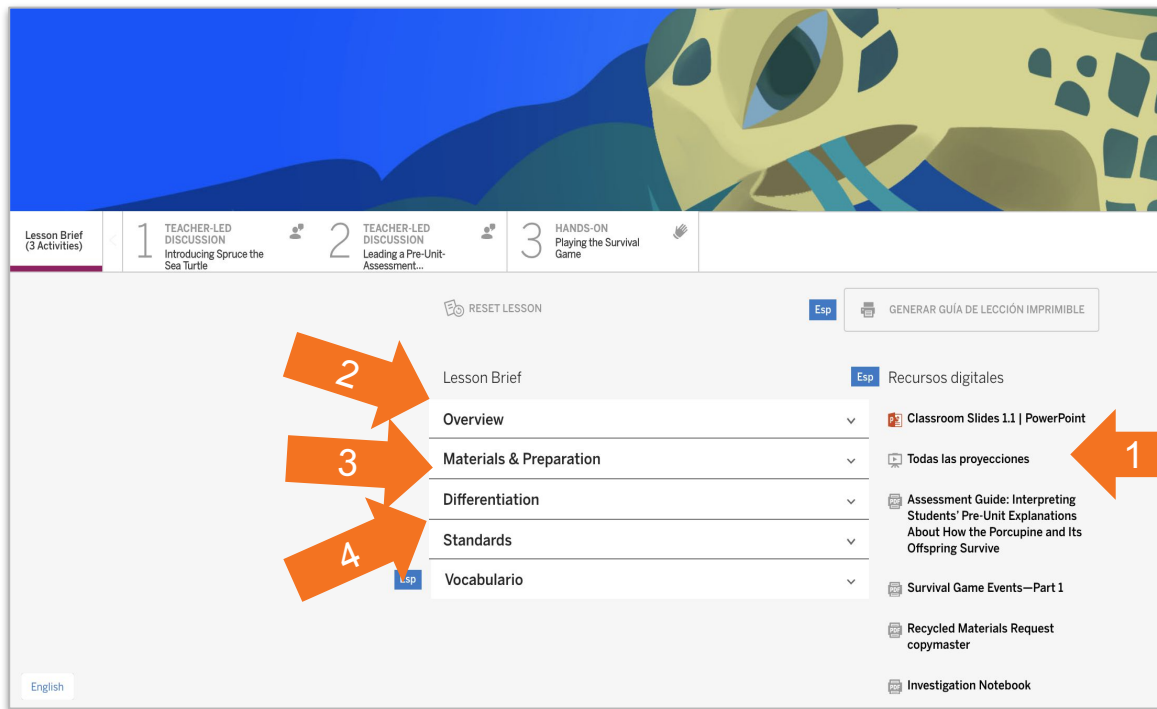 Lesson Brief
(3 Activities)
1
TEACHER-LED
DISCUSSION
Introducing Spruce the
Sea Turtle
2
TEACHER-LED
DISCUSSION
Leading a Pre-Unit-
Assessment...
3
HANDS-ON
Playing the Survival
Game
RESET LESSON
Esp
GENERAR GUÍA DE LECCIÓN IMPRIMIBLE
2
Lesson Brief
Overview
3
Materials & Preparation
Differentiation
4
Standards
Esp
Vocabulario
Esp
Recursos digitales
Classroom Slides 1.1 | PowerPoint
Todas las proyecciones
1
PDF
Assessment Guide: Interpreting
Students' Pre-Unit Explanations
About How the Porcupine and Its
Offspring Survive
PDF
Survival Game Events—Part 1
PDF
Recycled Materials Request
copymaster
PDF
Investigation Notebook
English